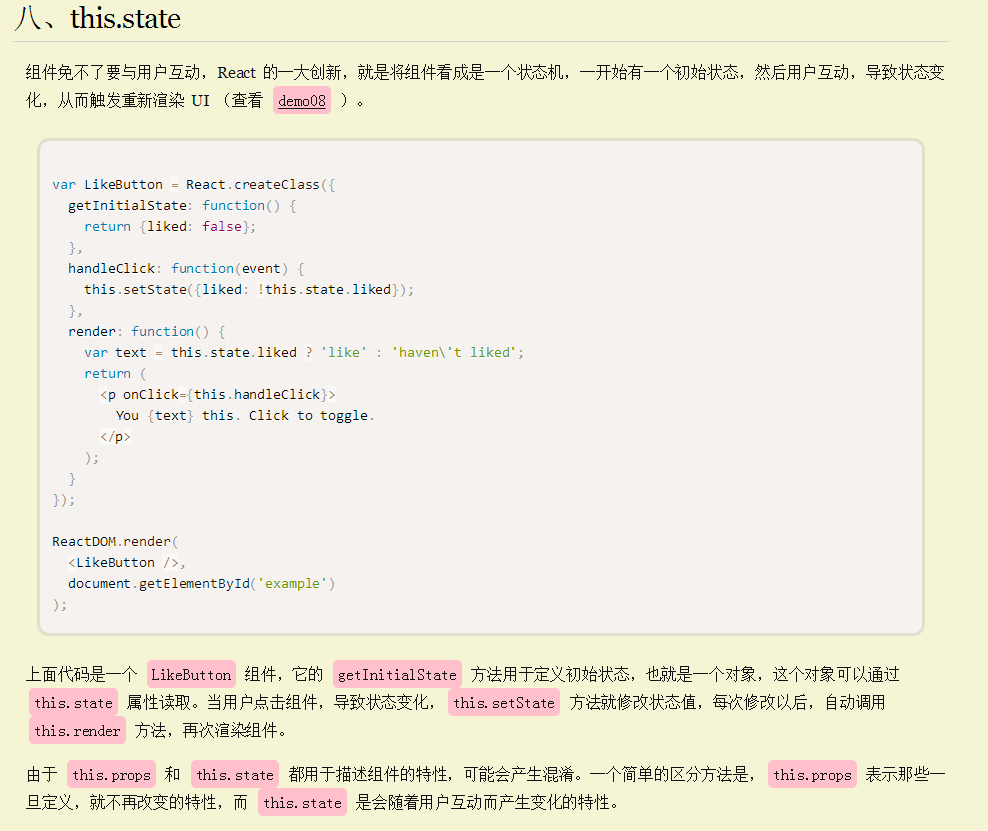 八、this.state
组件免不了要与用户互动，React 的一大创新，就是将组件看成是一个状态机，一开始有一个初始状态，然后用户互动，导致状态变
化，从而触发重新渲染 UI （查看 demo08 ）。
var LikeButton = React.createClass({
  getInitialState: function() {
    return {liked: false};
  },
  handleClick: function(event) {
    this.setState({liked: !this.state.liked});
  },
  render: function() {
    var text = this.state.liked ? 'like' : 'haven\'t liked';
    return (
      <p onClick={this.handleClick}>
        You {text} this. Click to toggle.
      </p>
    );
  }
});
ReactDOM.render(
  <LikeButton />,
  document.getElementById('example')
);
上面代码是一个 LikeButton 组件，它的 getInitialState 方法用于定义初始状态，也就是一个对象，这个对象可以通过
this.state 属性读取。当用户点击组件，导致状态变化，this.setState 方法就修改状态值，每次修改以后，自动调用
this.render 方法，再次渲染组件。
由于 this.props 和 this.state 都用于描述组件的特性，可能会产生混淆。一个简单的区分方法是，this.props 表示那些一
旦定义，就不再改变的特性，而 this.state 是会随着用户互动而产生变化的特性。